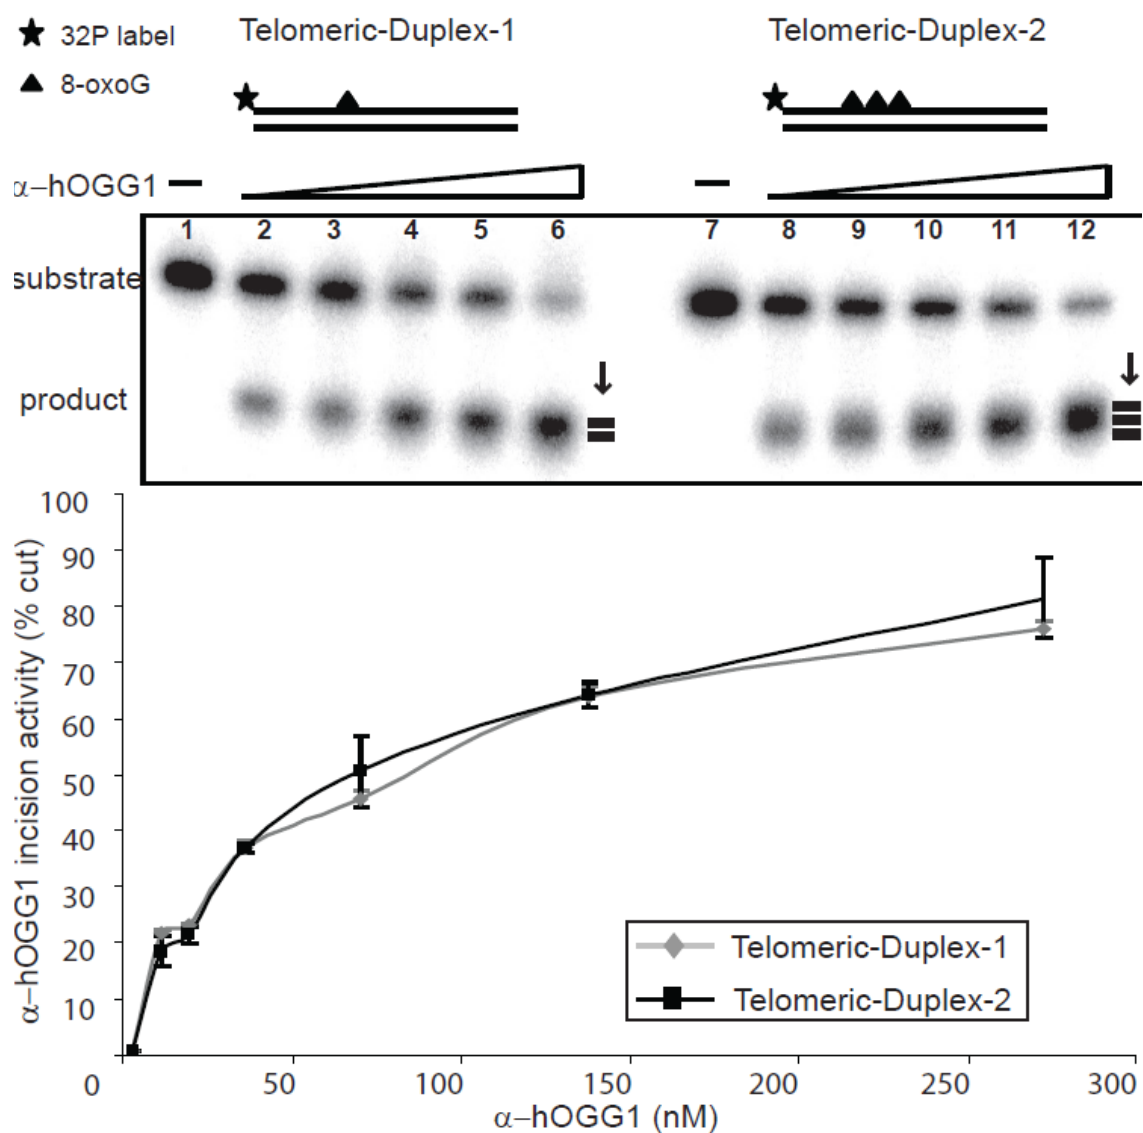 32P label
8-oxoG
Telomeric-Duplex-1
Telomeric-Duplex-2
α−hOGG1
1 2 3 4 5 6 7 8 9 10 11 12
substrate
product
100
90
80
70
60
50
40
30
20
10
0 50 100 150 200 250 300
α−hOGG1 incision activity (% cut)
α−hOGG1 (nM)
Telomeric-Duplex-1
Telomeric-Duplex-2